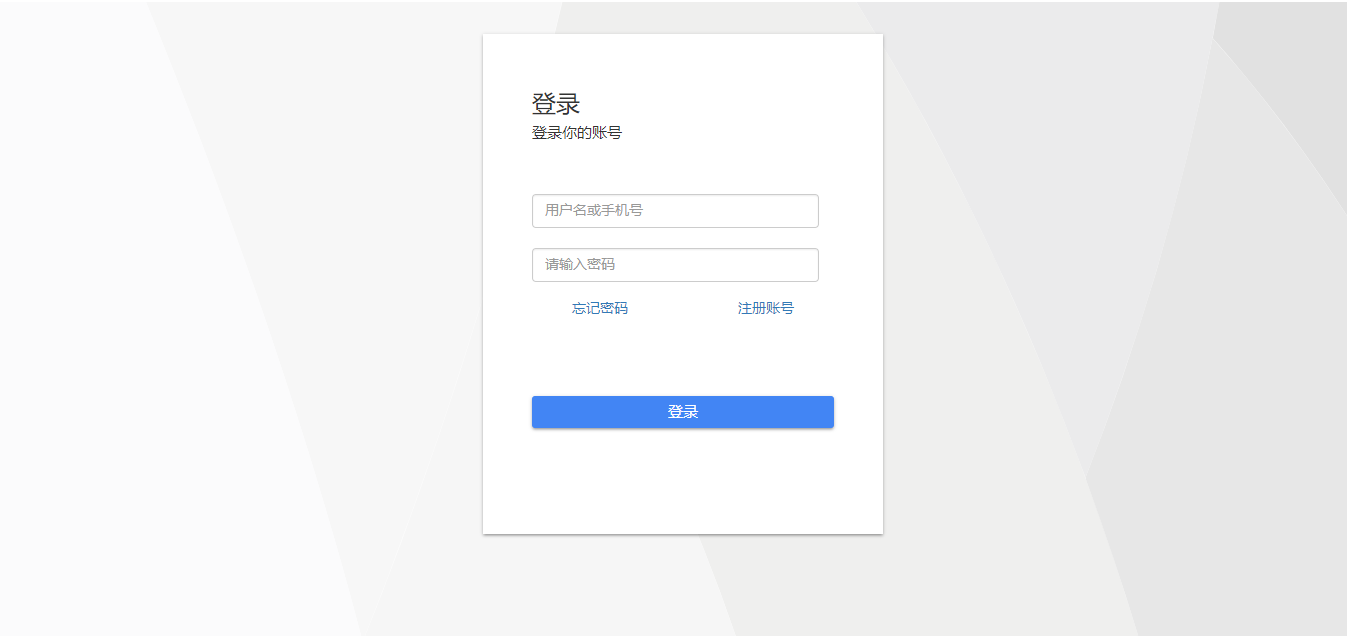 登录
登录你的账号
用户名或手机号
请输入密码
忘记密码 注册账号
登录